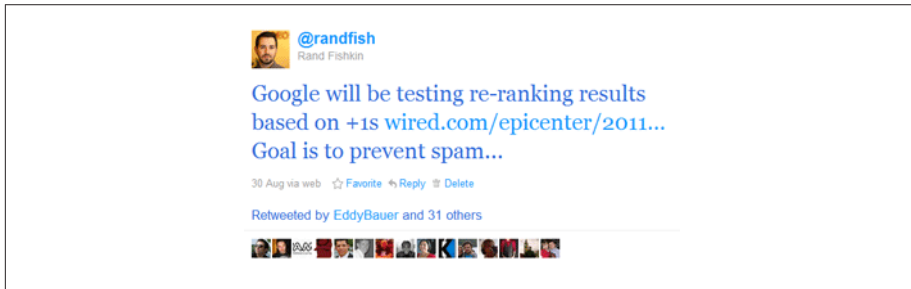 @randfish
Rand Fishkin
Google will be testing re-ranking results
based on +1s wired.com/epicenter/2011...
Goal is to prevent spam...
30 Aug via web Favorite Reply Delete
Retweeted by EddyBauer and 31 others